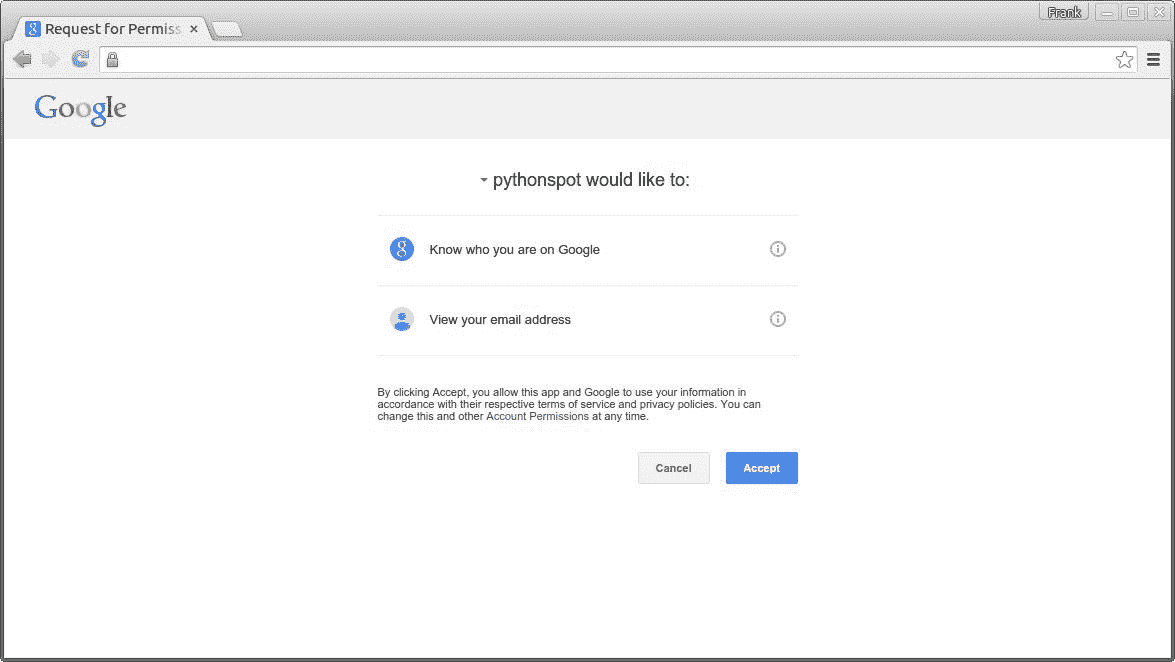 Frank
Request for Permiss
Google
pythonspot would like to:
Know who you are on Google
View your email address
By clicking Accept, you allow this app and Google to use your information in
accordance with their respective terms of service and privacy policies. You can
change this and other Account Permissions at any time.
Cancel
Accept